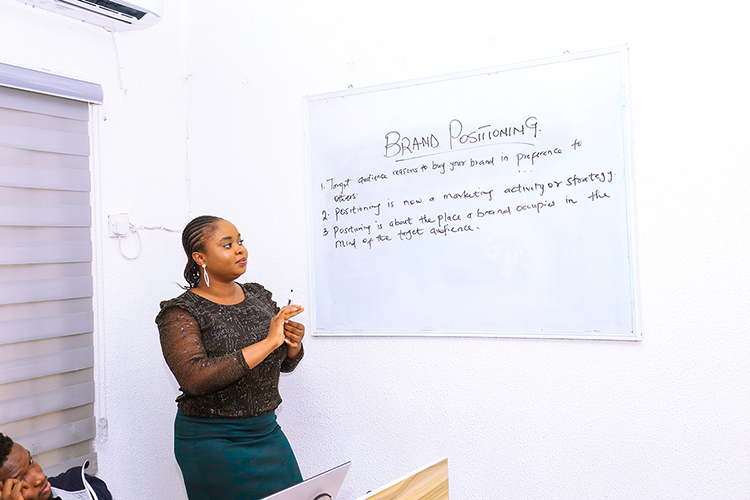 BRAND POSITIONING.
1. Target audience reasons to buy your brand in preference to
others.
2. Positioning is now a marketing activity or strategy.
3 Positioning is about the place a brand occupies in the
mind of the target audience.